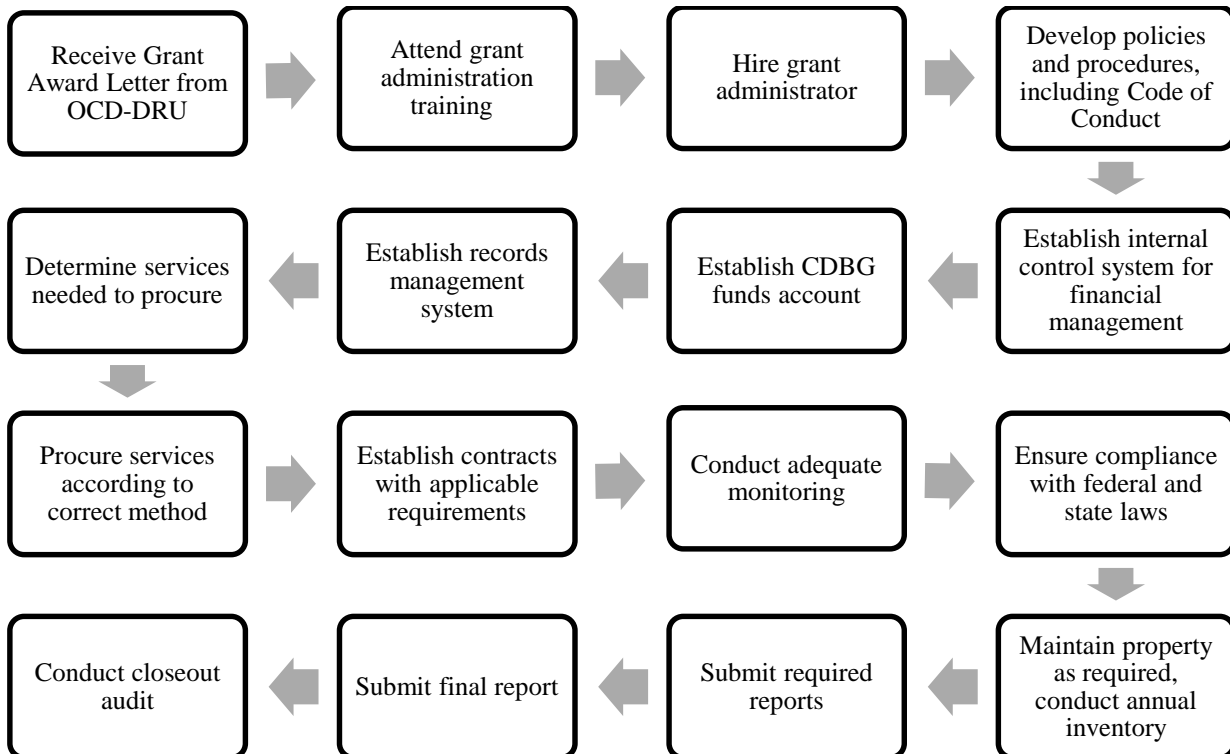 Receive Grant
Award Letter from
OCD-DRU
Attend grant
administration
training
Hire grant
administrator
Develop policies
and procedures,
including Code of
Conduct
Establish internal
control system for
financial
management
Establish CDBG
funds account
Establish records
management
system
Determine services
needed to procure
Procure services
according to
correct method
Establish contracts
with applicable
requirements
Conduct adequate
monitoring
Ensure compliance
with federal and
state laws
Maintain property
as required,
conduct annual
inventory
Submit required
reports
Submit final report
Conduct closeout
audit